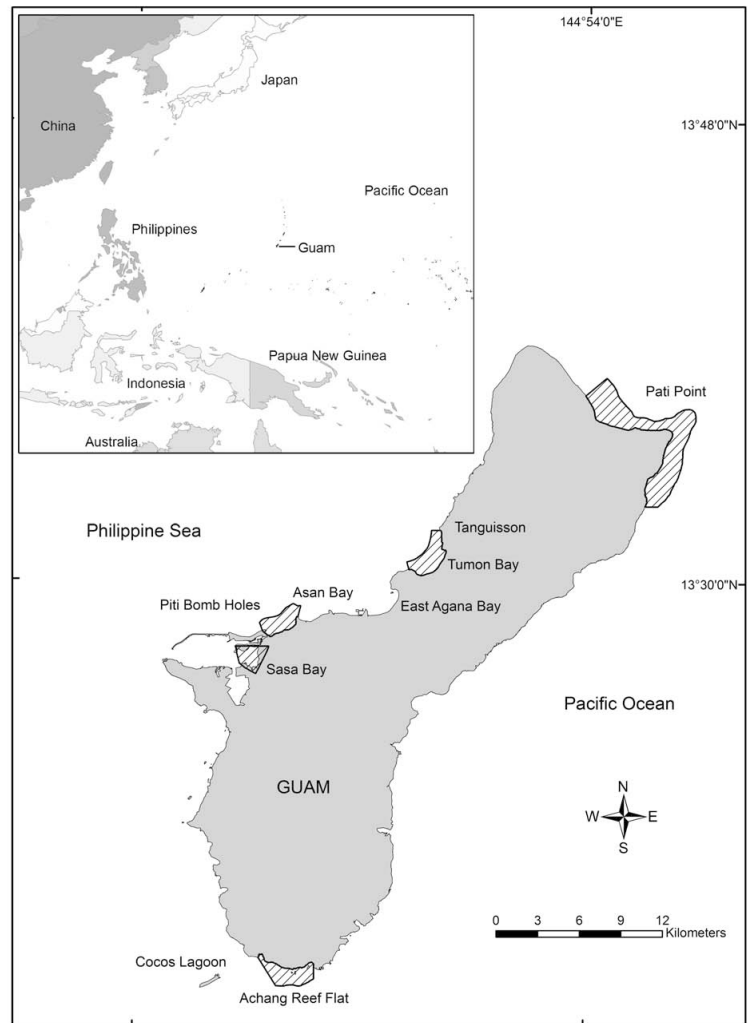 144°54'0"E
Japan
China
13°48'0"N
Pacific Ocean
Philippines
Guam
Papua New Guinea
Indonesia
Pati Point
Australia
Philippine Sea
Tanguisson
Tumon Bay
13°30'0"N
Asan Bay
Piti Bomb Holes
East Agana Bay
Sasa Bay
Pacific Ocean
GUAM
N
W E
S
0 3 6 9 12
Kilometers
Cocos Lagoon
Achang Reef Flat